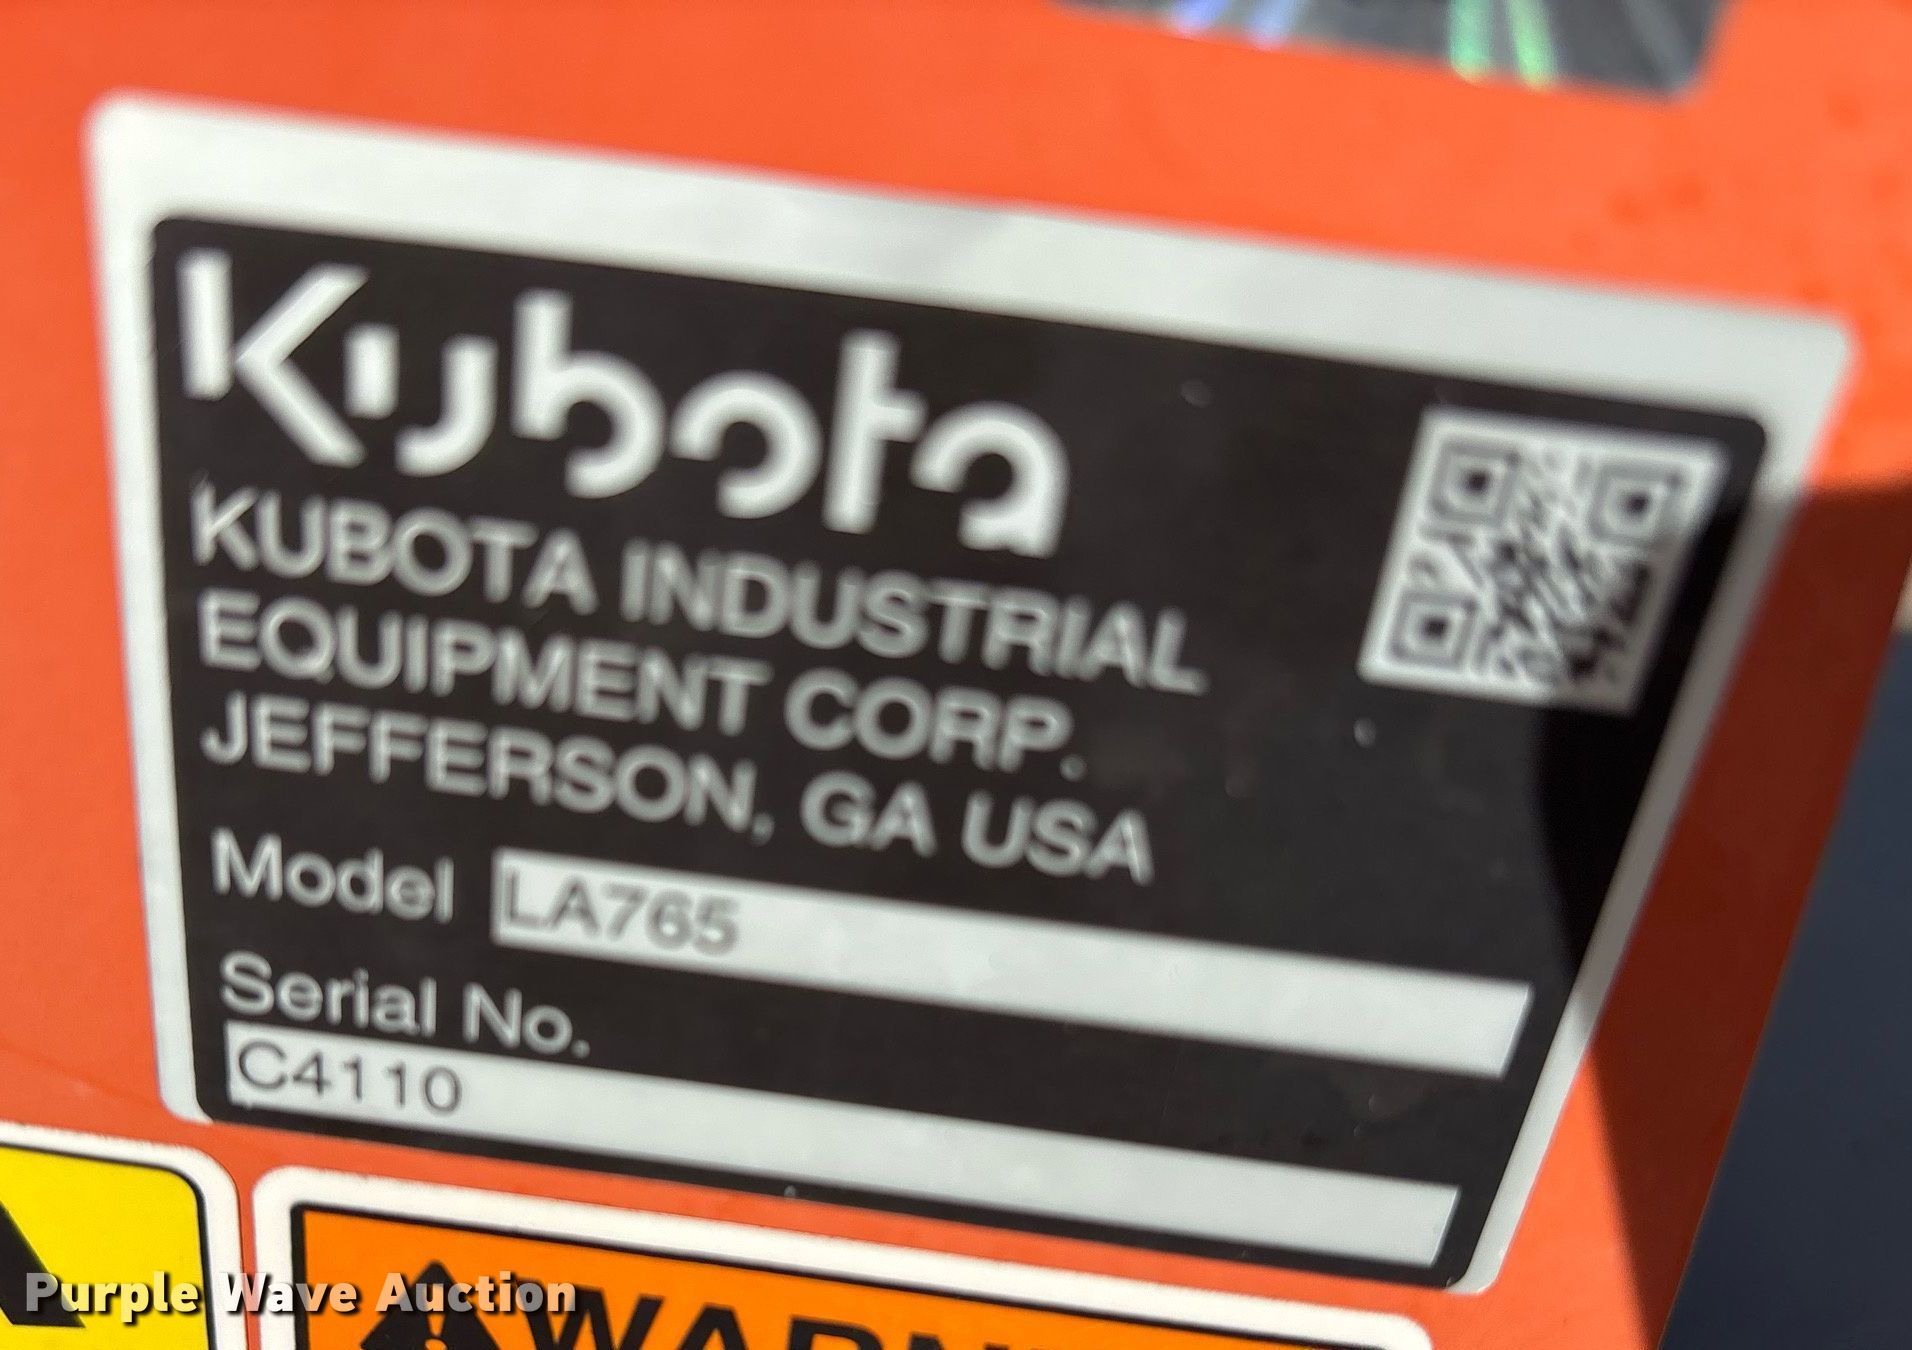 Kubota
KUBOTA INDUSTRIAL
EQUIPMENT CORP.
JEFFERSON, GA USA
Model LA765
Serial No.
C4110
Purple Wave Auction